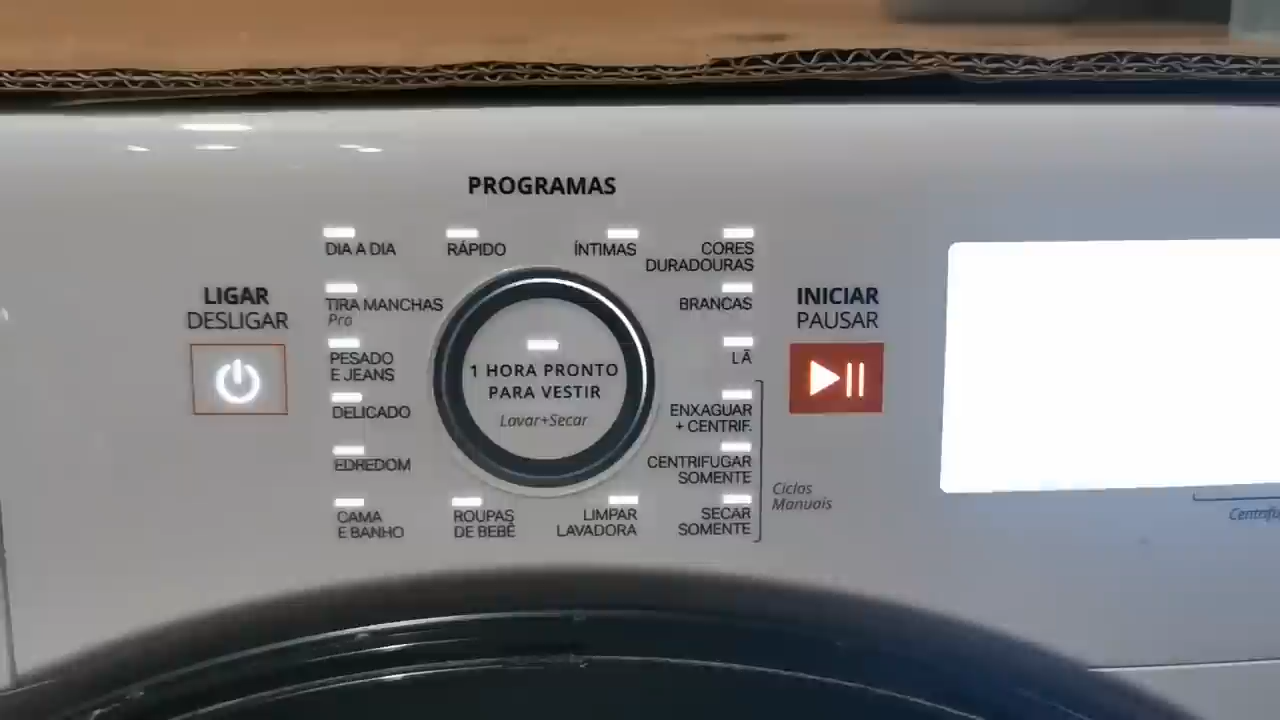 PROGRAMAS
DIA A DIA
RÁPIDO
ÍNTIMAS
CORES
DURADOURAS
LIGAR
DESLIGAR
TIRA MANCHAS
Pro
BRANCAS
INICIAR
PAUSAR
PESADO
E JEANS
1 HORA PRONTO
PARA VESTIR
Lavar+Secar
LÃ
DELICADO
ENXAGUAR
+ CENTRIF.
EDREDOM
CENTRIFUGAR
SOMENTE
Ciclos
Manuais
CAMA
E BANHO
ROUPAS
DE BEBÊ
LIMPAR
LAVADORA
SECAR
SOMENTE